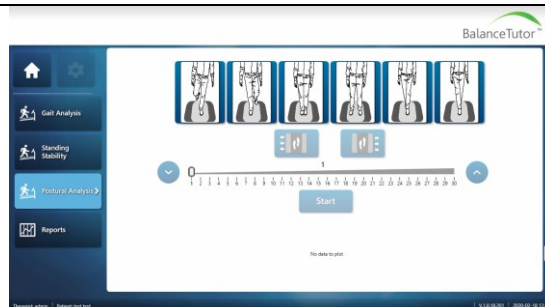 BalanceTutor™
Gait Analysis
Standing
Stability
Postural Analysis
Reports
1
1 2 3 4 5 6 7 8 9 10 11 12 13 14 15 16 17 18 19 20 21 22 23 24 25 26 27 28 29 30
Start
No data to plot